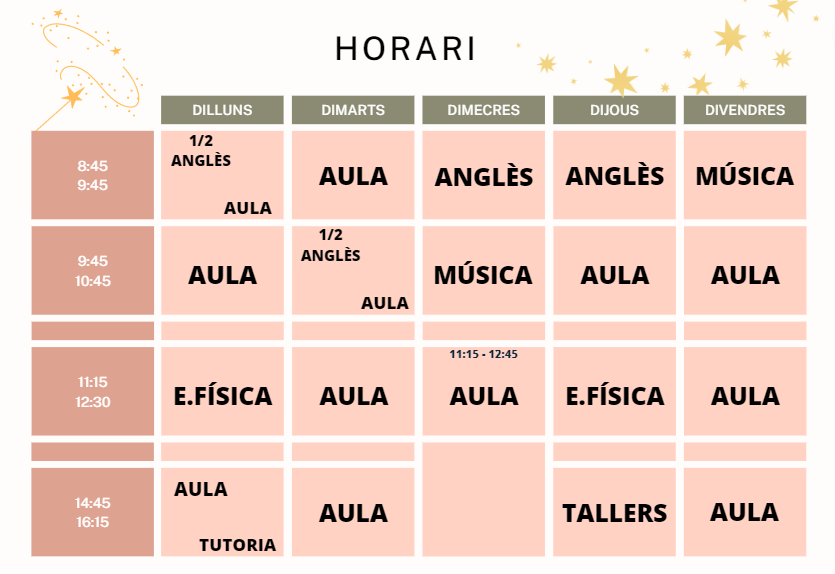 HORARI
DILLUNS DIMARTS DIMECRES DIJOUS DIVENDRES
8:45
9:45
1/2
ANGLÈS
AULA
AULA
ANGLÈS
ANGLÈS
MÚSICA
9:45
10:45
AULA
1/2
ANGLÈS
AULA
MÚSICA
AULA
AULA
11:15
12:30
E.FÍSICA
AULA
11:15 - 12:45
AULA
E.FÍSICA
AULA
14:45
16:15
AULA
TUTORIA
AULA
TALLERS
AULA